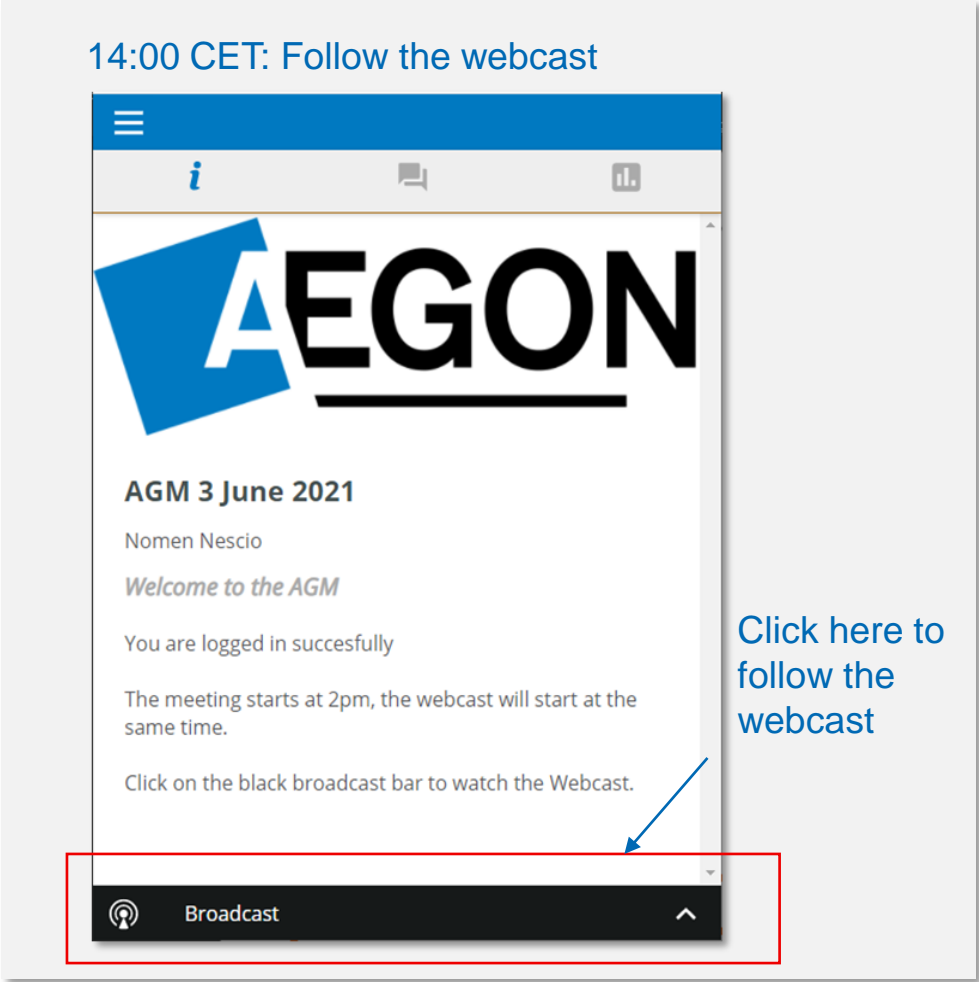 14:00 CET: Follow the webcast
i
AEGON
AGM 3 June 2021
Nomen Nescio
Welcome to the AGM
You are logged in succesfully
The meeting starts at 2pm, the webcast will start at the
same time.
Click on the black broadcast bar to watch the Webcast.
Click here to
follow the
webcast
Broadcast